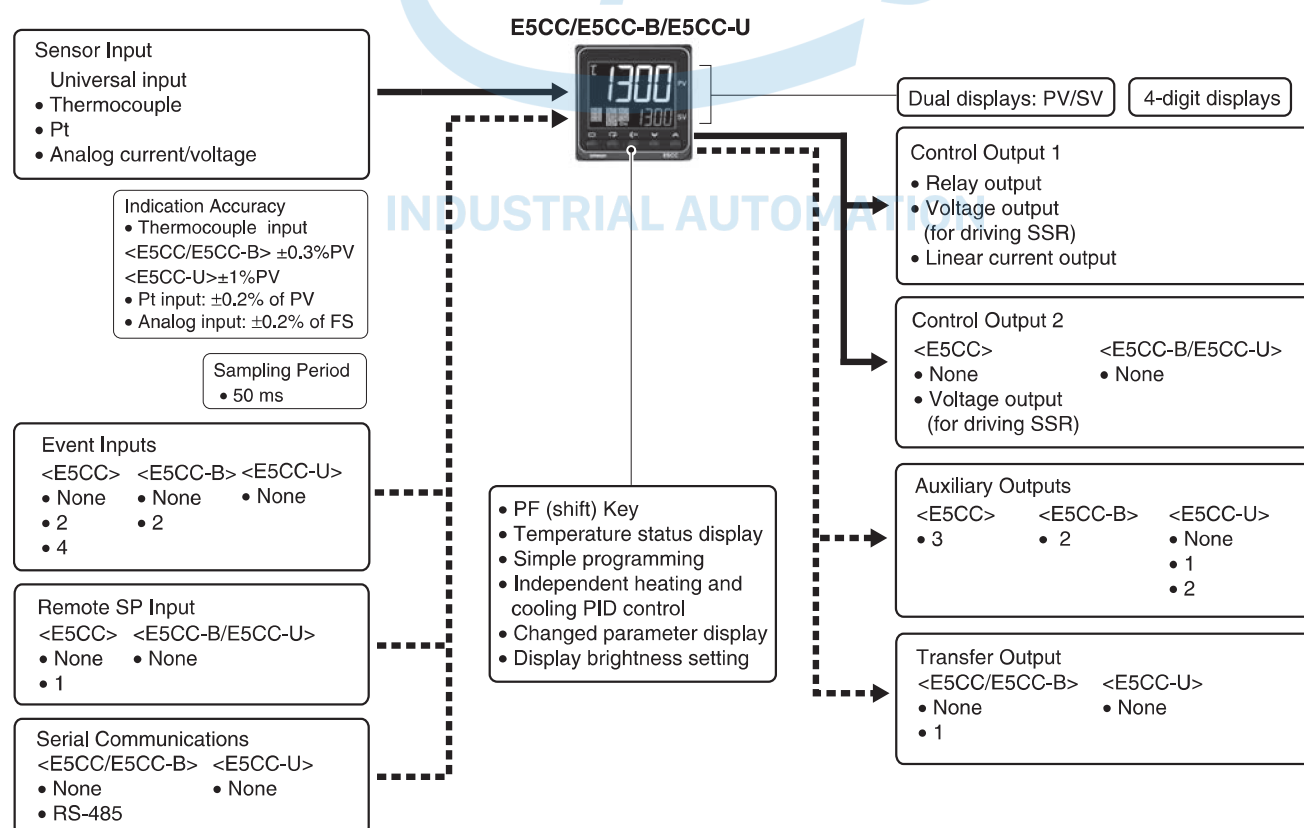 E5CC/E5CC-B/E5CC-U
Sensor Input
Universal input
• Thermocouple
• Pt
• Analog current/voltage
Indication Accuracy
• Thermocouple input
<E5CC/E5CC-B> ±0.3%PV
<E5CC-U>±1%PV
• Pt input: ±0.2% of PV
• Analog input: ±0.2% of FS
Sampling Period
• 50 ms
Event Inputs
<E5CC> <E5CC-B> <E5CC-U>
• None • None • None
• 2 • 2
• 4
Remote SP Input
<E5CC> <E5CC-B/E5CC-U>
• None • None
• 1
Serial Communications
<E5CC/E5CC-B> <E5CC-U>
• None • None
• RS-485
1300
PV
1300
SV
E5CC
INDUSTRIAL AUTOMATION
• PF (shift) Key
• Temperature status display
• Simple programming
• Independent heating and
cooling PID control
• Changed parameter display
• Display brightness setting
Dual displays: PV/SV
4-digit displays
Control Output 1
• Relay output
• Voltage output
(for driving SSR)
• Linear current output
Control Output 2
<E5CC> <E5CC-B/E5CC-U>
• None • None
• Voltage output
(for driving SSR)
Auxiliary Outputs
<E5CC> <E5CC-B> <E5CC-U>
• 3 • 2 • None
• 1
• 2
Transfer Output
<E5CC/E5CC-B> <E5CC-U>
• None • None
• 1